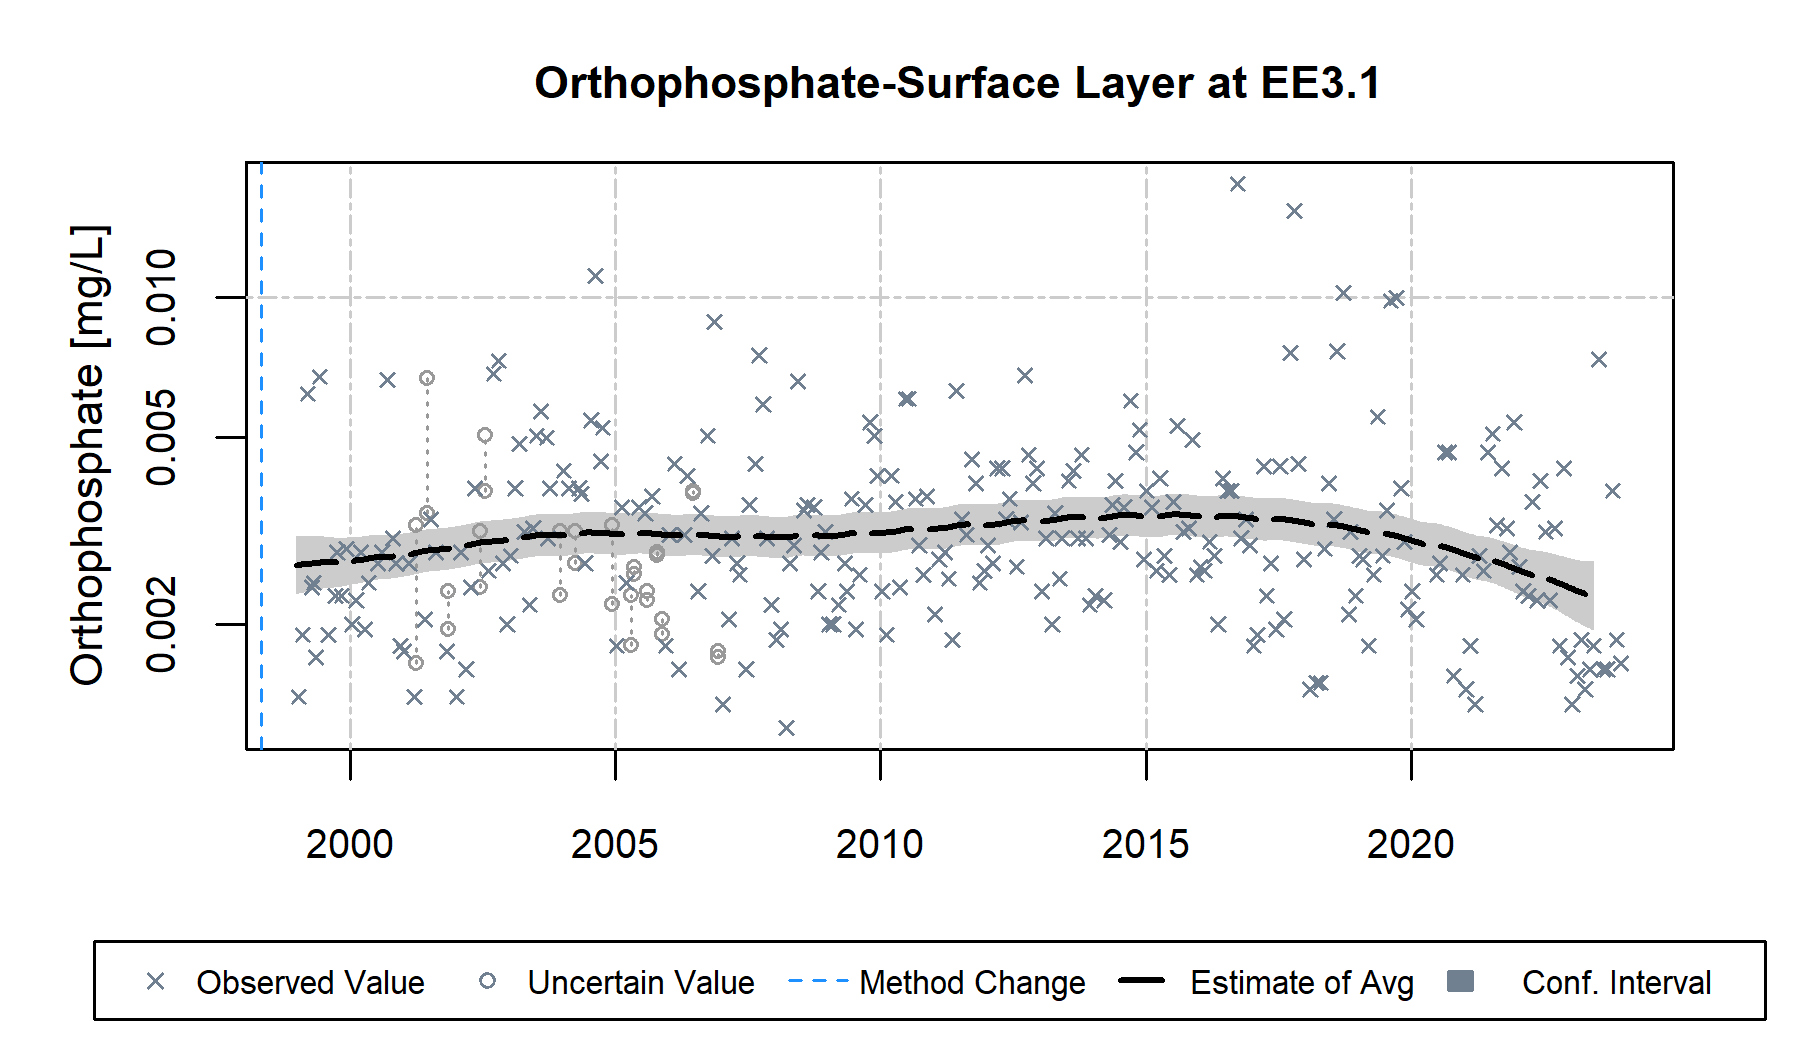 Orthophosphate-Surface Layer at EE3.1
Orthophosphate [mg/L]
0.010
0.005
0.002
2000 2005 2010 2015 2020
Observed Value Uncertain Value Method Change Estimate of Avg Conf. Interval